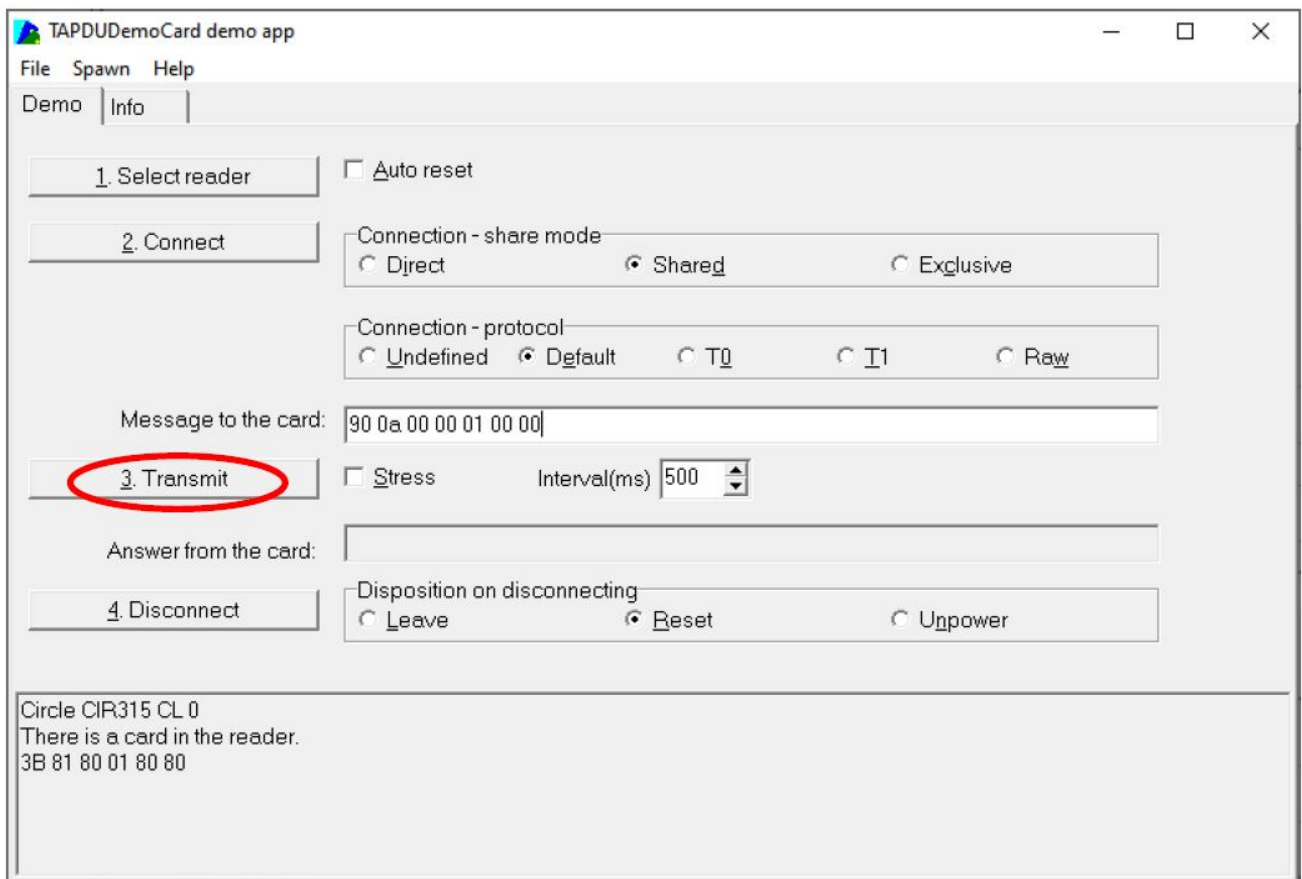 TAPDUDemoCard demo app
File Spawn Help
Demo Info
1. Select reader Auto reset
2. Connect Connection - share mode
Direct Shared Exclusive
Connection - protocol
Undefined Default T0 T1 Raw
Message to the card: 90 0a 00 00 01 00 00
3. Transmit Stress Interval(ms) 500
Answer from the card:
4. Disconnect Disposition on disconnecting
Leave Reset Unpower
Circle CIR315 CL 0
There is a card in the reader.
3B 81 80 01 80 80